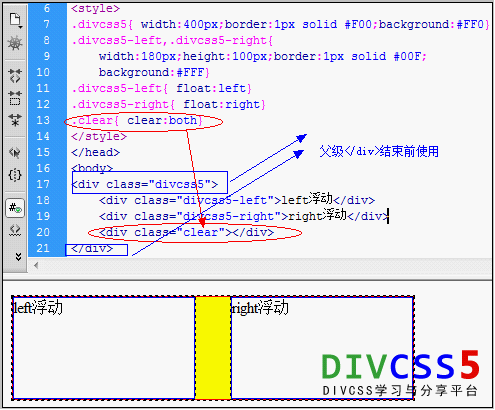 6 <style>
7 .divcss5{ width:400px;border:1px solid #F00;background:#FF0}
8 .divcss5-left,.divcss5-right{
9 width:180px;height:100px;border:1px solid #00F;
10 background:#FFF}
11 .divcss5-left{ float:left}
12 .divcss5-right{ float:right}
13 .clear{ clear:both}
14 </style>
15 </head>
16 <body>
17 <div class="divcss5">
18 <div class="divcss5-left">left浮动</div>
19 <div class="divcss5-right">right浮动</div>
20 <div class="clear"></div>
21 </div>
父级</div>结束前使用
left浮动
right浮动
DIVCSS5
DIVCSS学习与分享平台